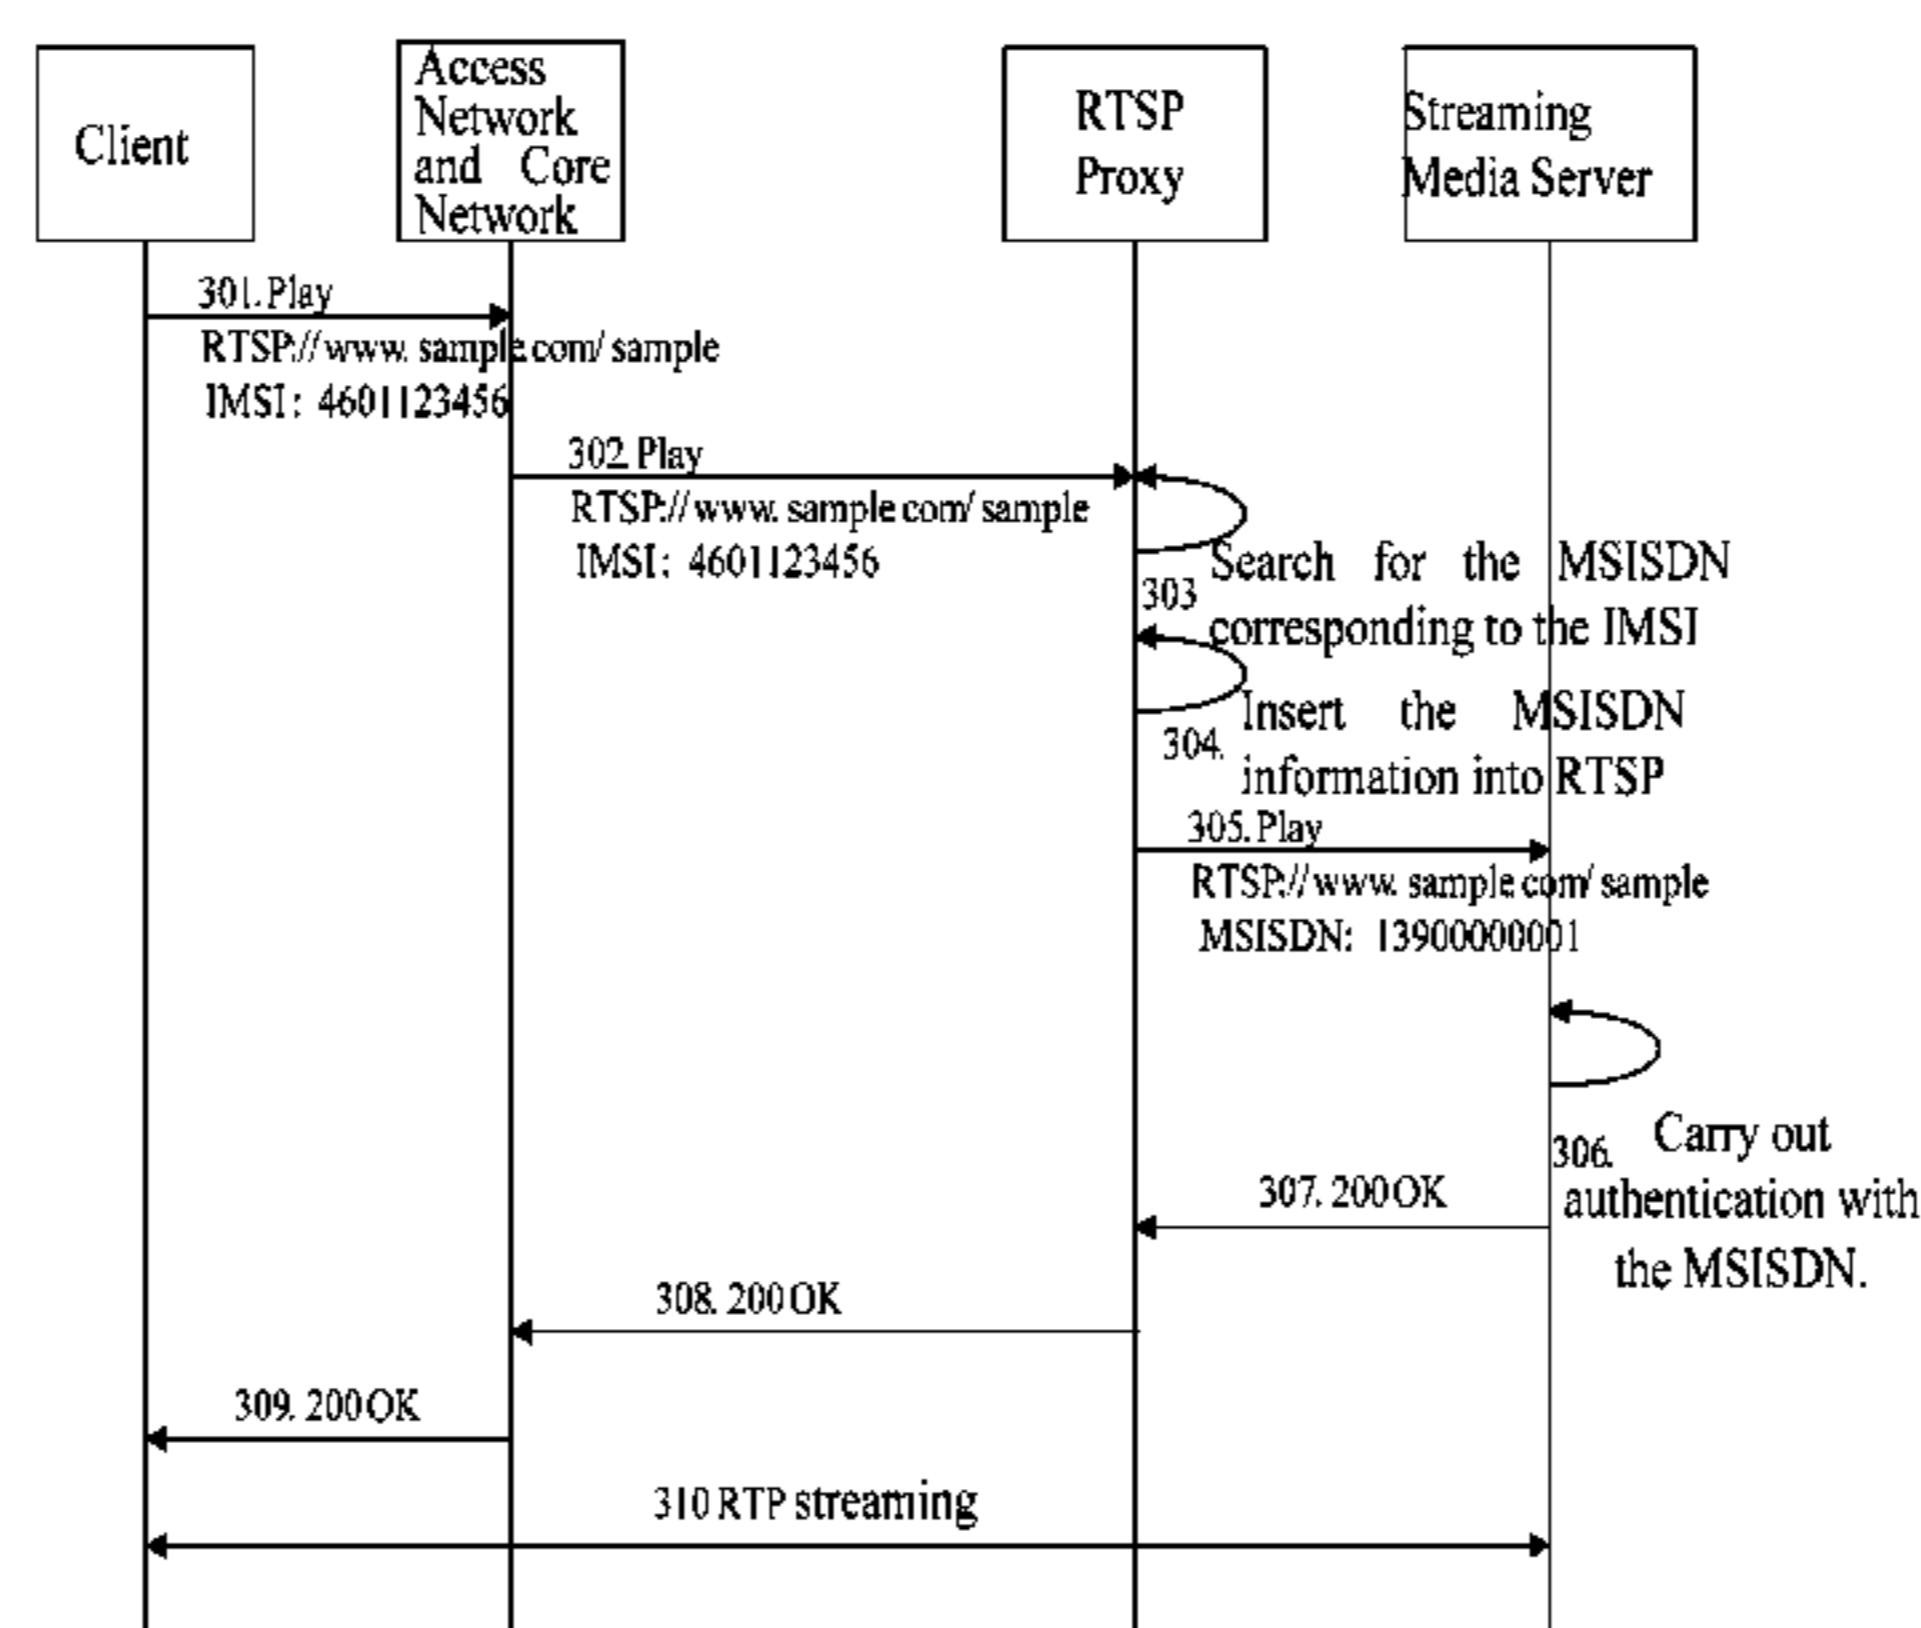 Client
Access
Network
and Core
Network
RTSP
Proxy
Streaming
Media Server
301. Play
RTSP://www.sample.com/sample
IMSI: 4601123456
302. Play
RTSP://www.sample.com/sample
IMSI: 4601123456
303
Search for the MSISDN
corresponding to the IMSI
304.
Insert the MSISDN
information into RTSP
305. Play
RTSP://www.sample.com/sample
MSISDN: 13900000001
306.
Carry out
authentication with
the MSISDN.
307. 200 OK
308. 200 OK
309. 200 OK
310 RTP streaming